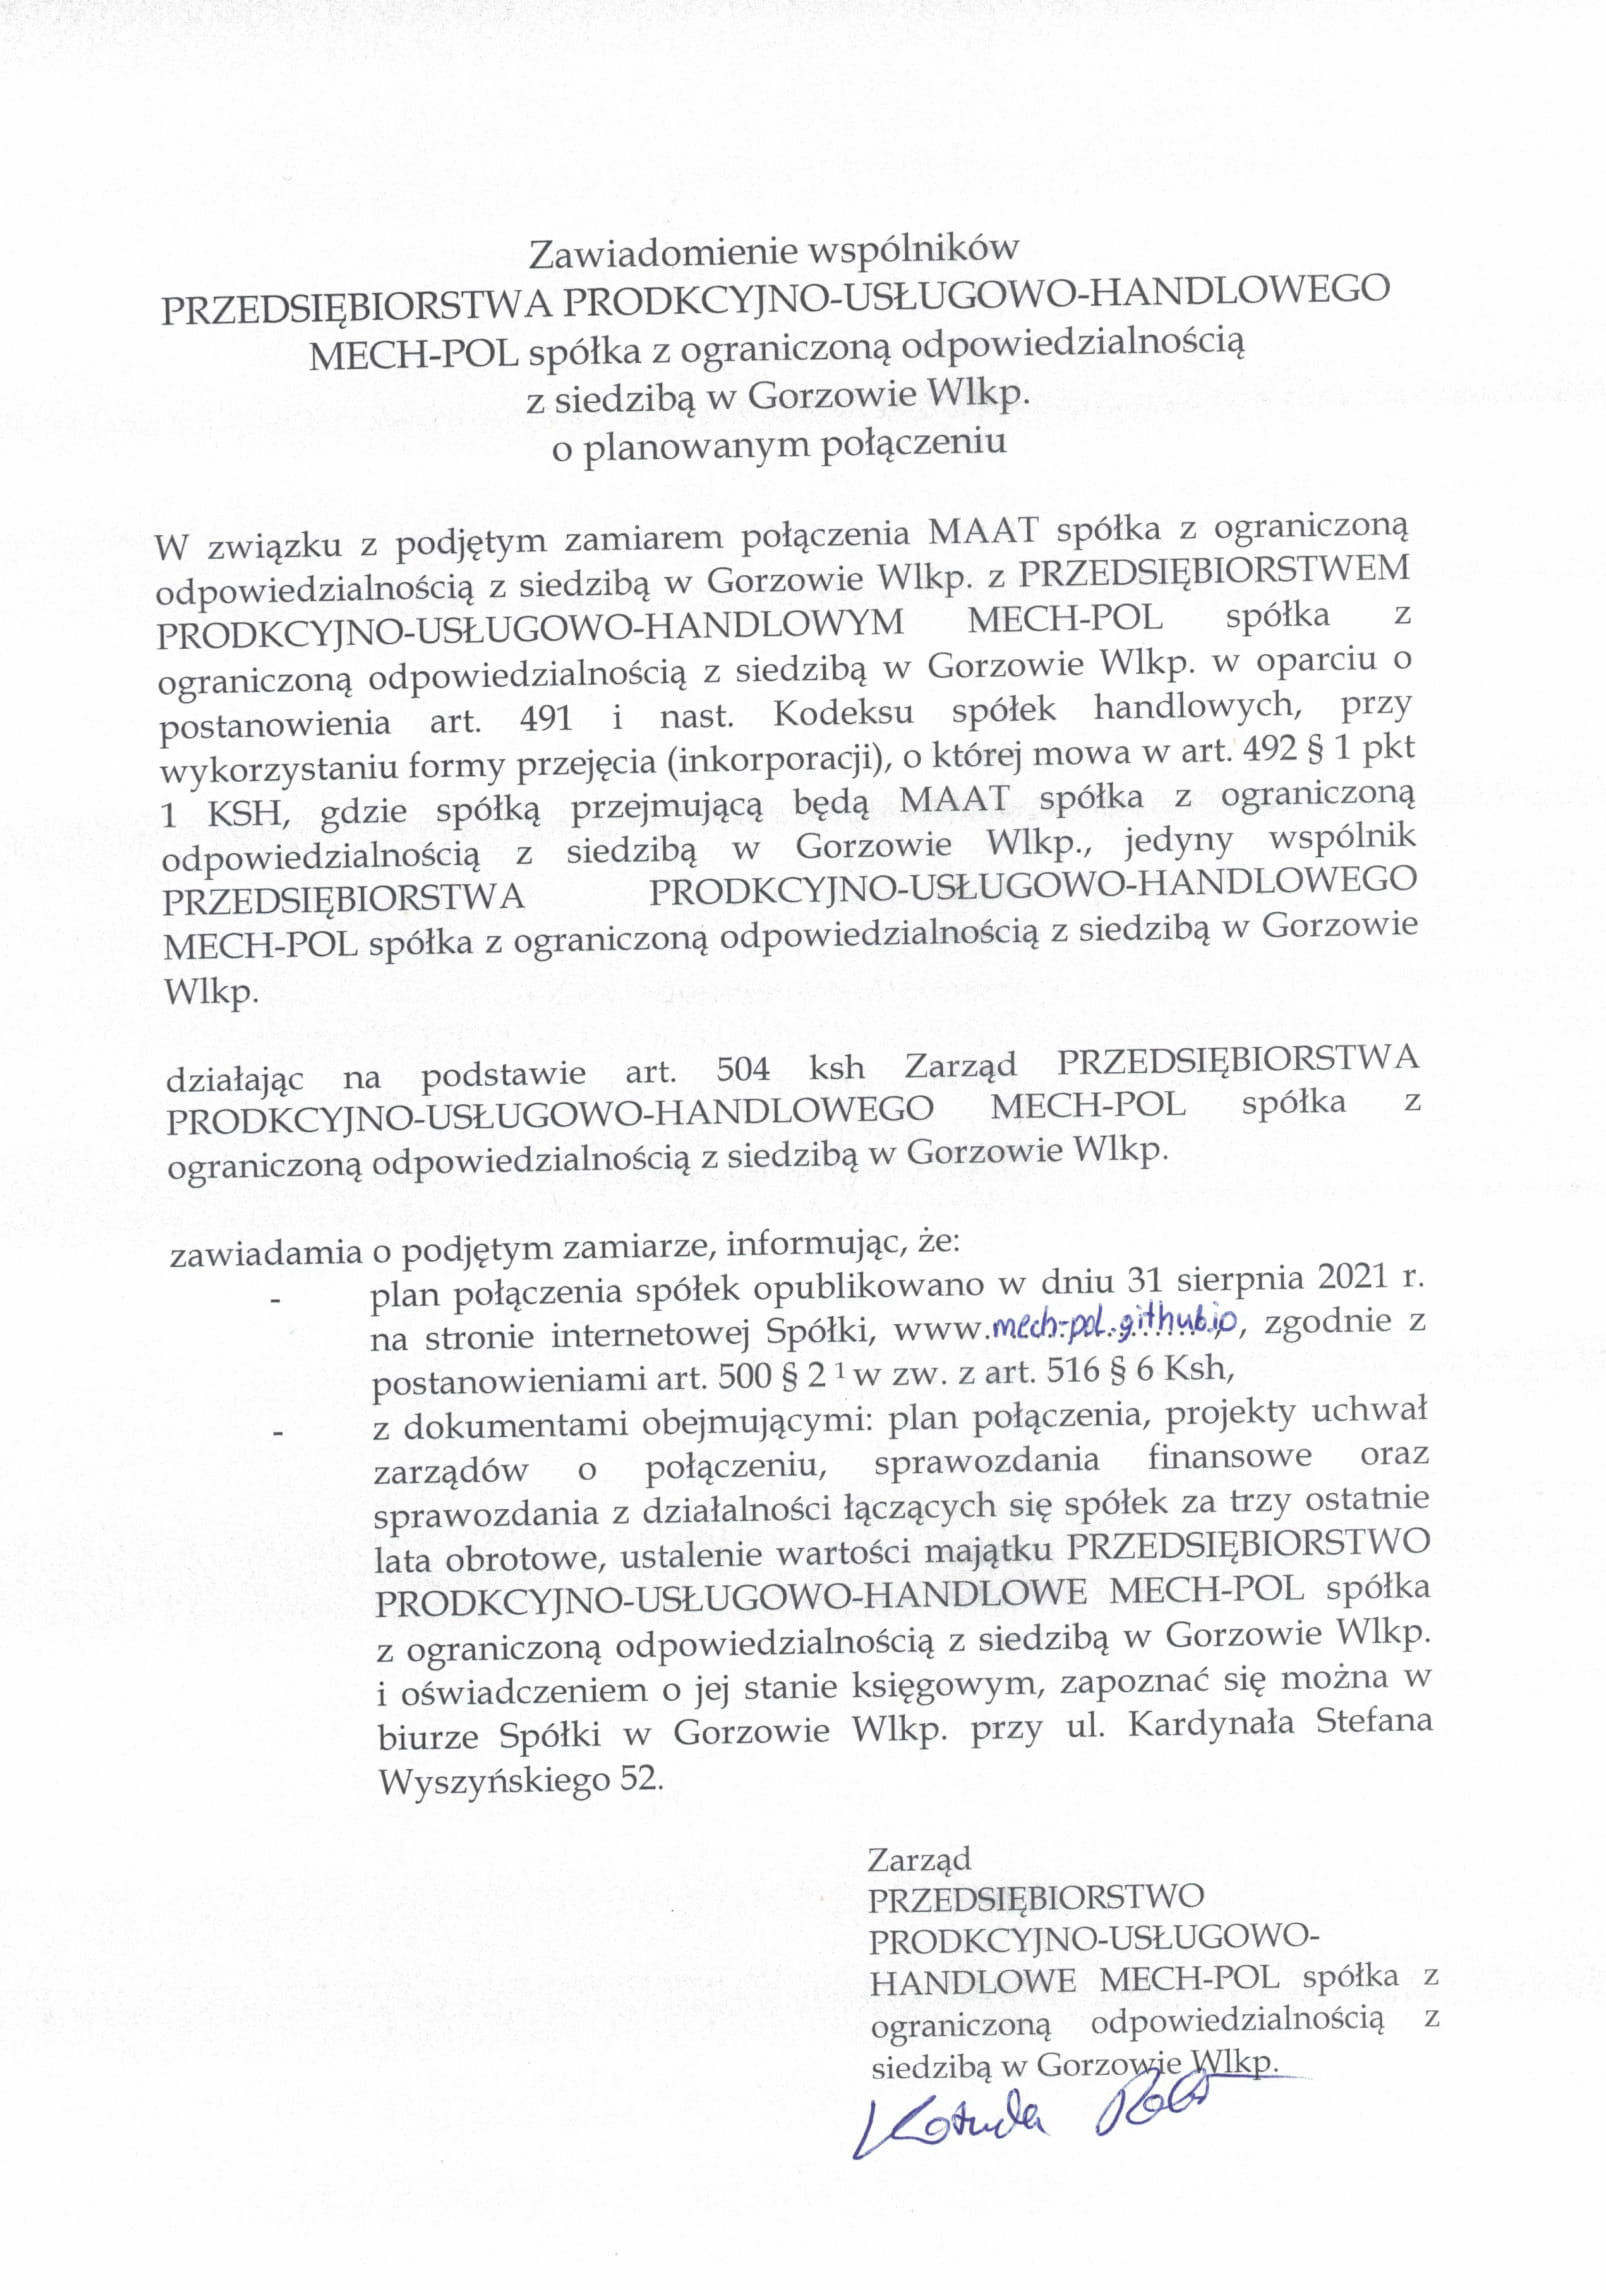 Zawiadomienie wspólników
PRZEDSIĘBIORSTWA PRODKCYJNO-USŁUGOWO-HANDLOWEGO
MECH-POL spółka z ograniczoną odpowiedzialnością
z siedzibą w Gorzowie Wlkp.
o planowanym połączeniu
W związku z podjętym zamiarem połączenia MAAT spółka z ograniczoną
odpowiedzialnością z siedzibą w Gorzowie Wlkp. z PRZEDSIĘBIORSTWEM
PRODKCYJNO-USŁUGOWO-HANDLOWYM MECH-POL spółka z
ograniczoną odpowiedzialnością z siedzibą w Gorzowie Wlkp. w oparciu o
postanowienia art. 491 i nast. Kodeksu spółek handlowych, przy
wykorzystaniu formy przejęcia (inkorporacji), o której mowa w art. 492 § 1 pkt
1 KSH, gdzie spółką przejmującą będą MAAT spółka z ograniczoną
odpowiedzialnością z siedzibą w Gorzowie Wlkp., jedyny wspólnik
PRZEDSIĘBIORSTWA PRODKCYJNO-USŁUGOWO-HANDLOWEGO
MECH-POL spółka z ograniczoną odpowiedzialnością z siedzibą w Gorzowie
Wlkp.
działając na podstawie art. 504 ksh Zarząd PRZEDSIĘBIORSTWA
PRODKCYJNO-USŁUGOWO-HANDLOWEGO MECH-POL spółka z
ograniczoną odpowiedzialnością z siedzibą w Gorzowie Wlkp.
zawiadamia o podjętym zamiarze, informując, że:
- plan połączenia spółek opublikowano w dniu 31 sierpnia 2021 r.
na stronie internetowej Spółki, www.mech-pol.github.io, zgodnie z
postanowieniami art. 500 § 2 ¹ w zw. z art. 516 § 6 Ksh,
- z dokumentami obejmującymi: plan połączenia, projekty uchwał
zarządów o połączeniu, sprawozdania finansowe oraz
sprawozdania z działalności łączących się spółek za trzy ostatnie
lata obrotowe, ustalenie wartości majątku PRZEDSIĘBIORSTWO
PRODKCYJNO-USŁUGOWO-HANDLOWE MECH-POL spółka
z ograniczoną odpowiedzialnością z siedzibą w Gorzowie Wlkp.
i oświadczeniem o jej stanie księgowym, zapoznać się można w
biurze Spółki w Gorzowie Wlkp. przy ul. Kardynała Stefana
Wyszyńskiego 52.
Zarząd
PRZEDSIĘBIORSTWO
PRODKCYJNO-USŁUGOWO-
HANDLOWE MECH-POL spółka z
ograniczoną odpowiedzialnością z
siedzibą w Gorzowie Wlkp.